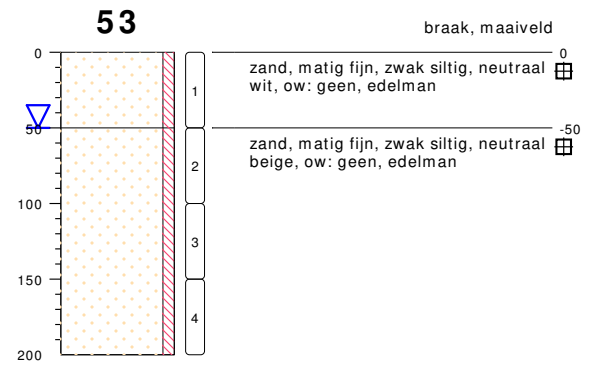 53
braak, maaiveld
0
0
zand, matig fijn, zwak siltig, neutraal
wit, ow: geen, edelman
1
50
-50
zand, matig fijn, zwak siltig, neutraal
beige, ow: geen, edelman
2
100
3
150
4
200